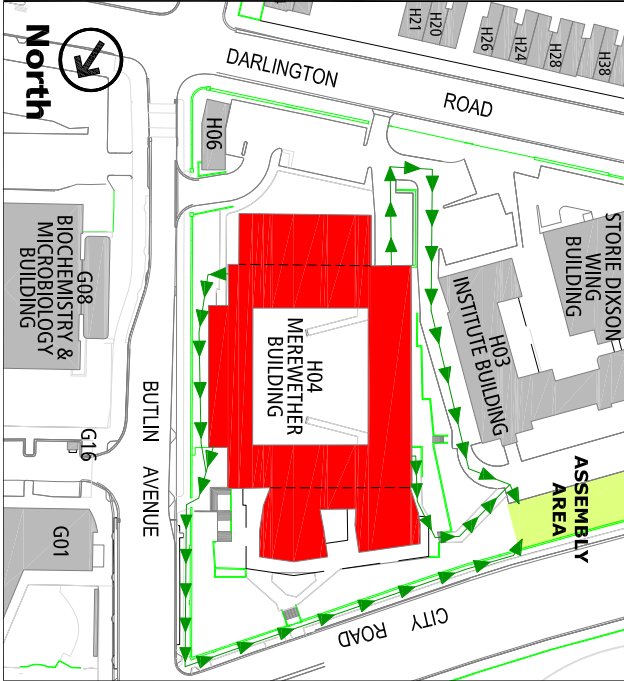 H21
H20
H26
H24
H28
H38
North
DARLINGTON
ROAD
H06
STORIE DIXSON
WING
BUILDING
G08
BIOCHEMISTRY &
MICROBIOLOGY
BUILDING
H03
INSTITUTE BUILDING
H04
MEREWETHER
BUILDING
BUTLIN AVENUE
G16
G01
ASSEMBLY
AREA
CITY ROAD